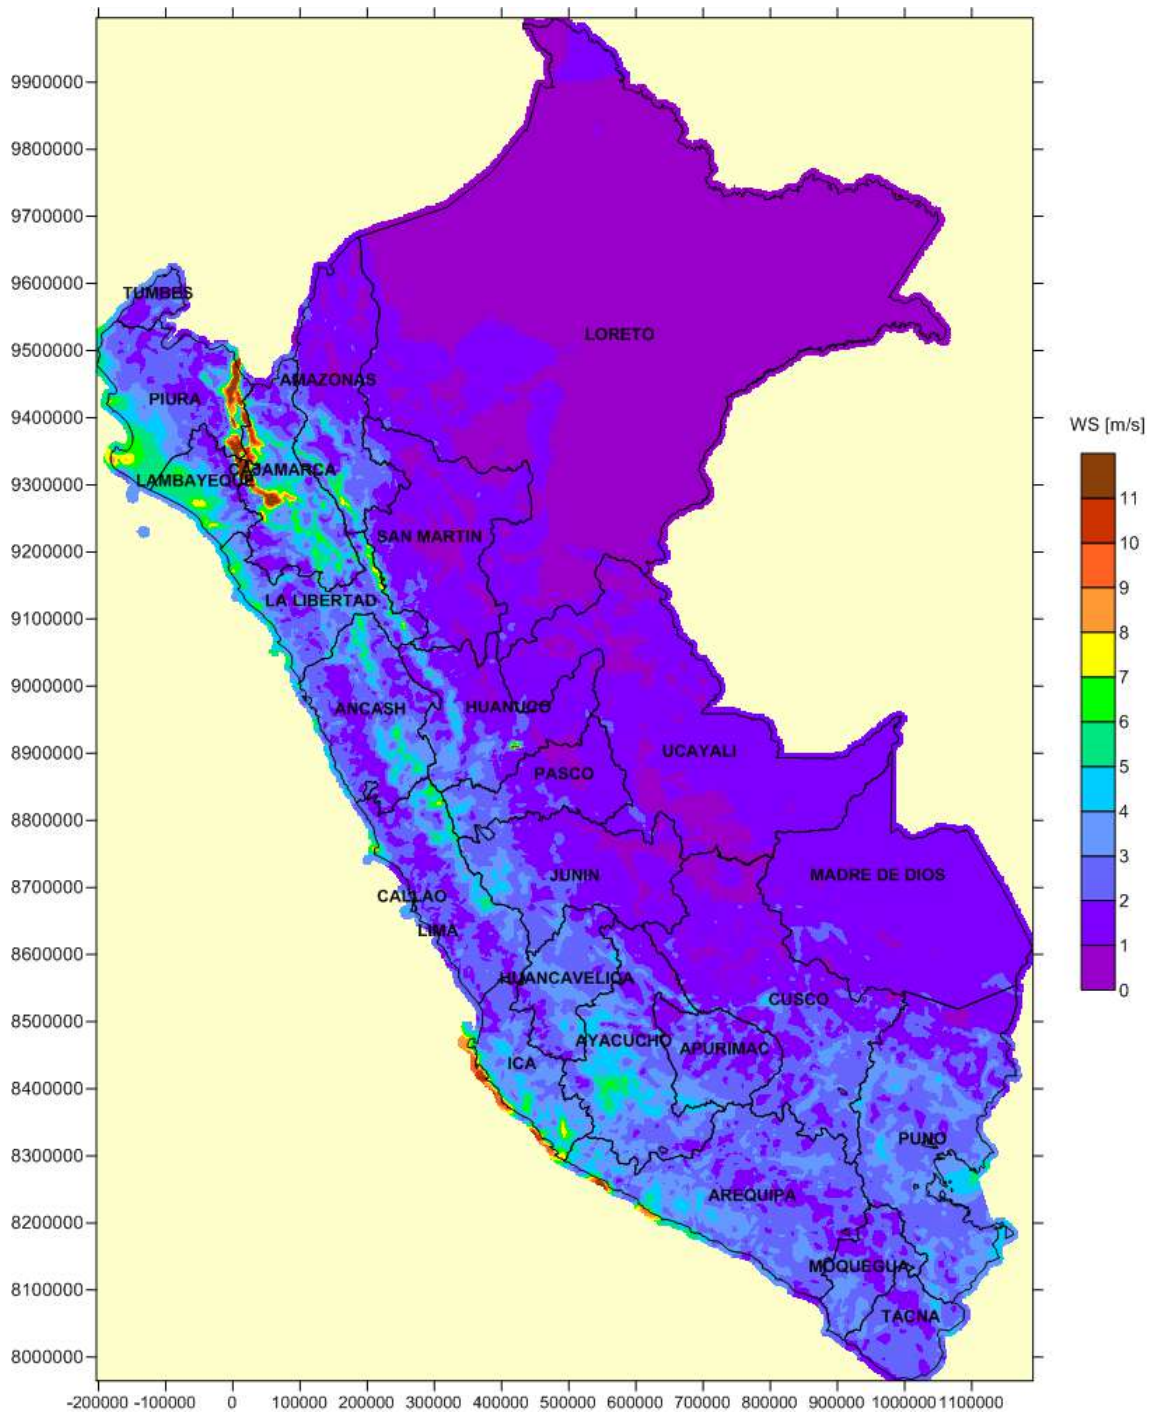 9900000
9800000
9700000
9600000
9500000
9400000
9300000
9200000
9100000
9000000
8900000
8800000
8700000
8600000
8500000
8400000
8300000
8200000
8100000
8000000
-200000 -100000 0 100000 200000 300000 400000 500000 600000 700000 800000 900000 1000000 1100000
TUMBES
LORETO
AMAZONAS
PIURA
CAJAMARCA
LAMBAYEQUE
SAN MARTIN
LA LIBERTAD
ANCASH
HUANUCO
UCAYALI
PASCO
JUNIN
MADRE DE DIOS
CALLAO
LIMA
HUANCAVELICA
CUSCO
AYACUCHO
APURIMAC
ICA
PUNO
AREQUIPA
MOQUEGUA
TACNA
WS [m/s]
11
10
9
8
7
6
5
4
3
2
1
0